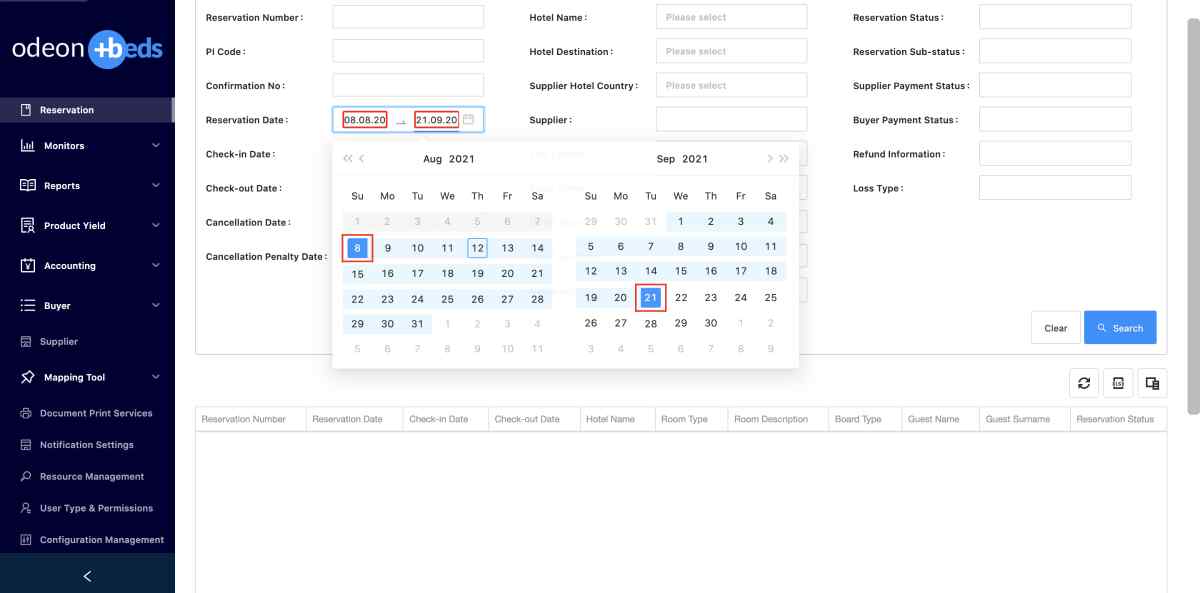 odeon +beds
Reservation
Monitors
Reports
Product Yield
Accounting
Buyer
Supplier
Mapping Tool
Document Print Services
Notification Settings
Resource Management
User Type & Permissions
Configuration Management
Reservation Number : Hotel Name : Please select Reservation Status :
PI Code : Hotel Destination : Please select Reservation Sub-status :
Confirmation No : Supplier Hotel Country : Please select Supplier Payment Status :
Reservation Date : 08.08.20 → 21.09.20 Supplier : Buyer Payment Status :
Check-in Date : Refund Information :
Check-out Date : Loss Type :
Cancellation Date :
Cancellation Penalty Date :
Aug 2021
Su Mo Tu We Th Fr Sa
1 2 3 4 5 6 7
8 9 10 11 12 13 14
15 16 17 18 19 20 21
22 23 24 25 26 27 28
29 30 31 1 2 3 4
5 6 7 8 9 10 11
Sep 2021
Su Mo Tu We Th Fr Sa
29 30 31 1 2 3 4
5 6 7 8 9 10 11
12 13 14 15 16 17 18
19 20 21 22 23 24 25
26 27 28 29 30 1 2
3 4 5 6 7 8 9
Clear Search
Reservation Number Reservation Date Check-in Date Check-out Date Hotel Name Room Type Room Description Board Type Guest Name Guest Surname Reservation Status